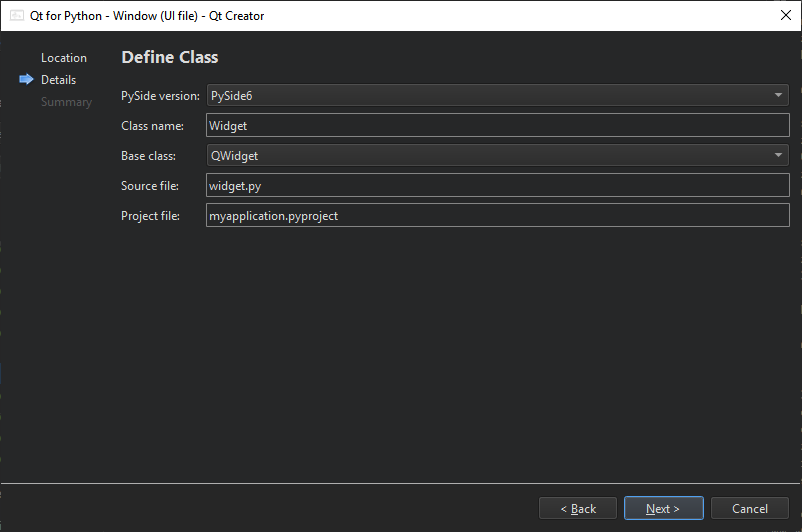 Qt for Python - Window (UI file) - Qt Creator
Location
Details
Summary
Define Class
PySide version: PySide6
Class name: Widget
Base class: QWidget
Source file: widget.py
Project file: myapplication.pyproject
< Back Next > Cancel